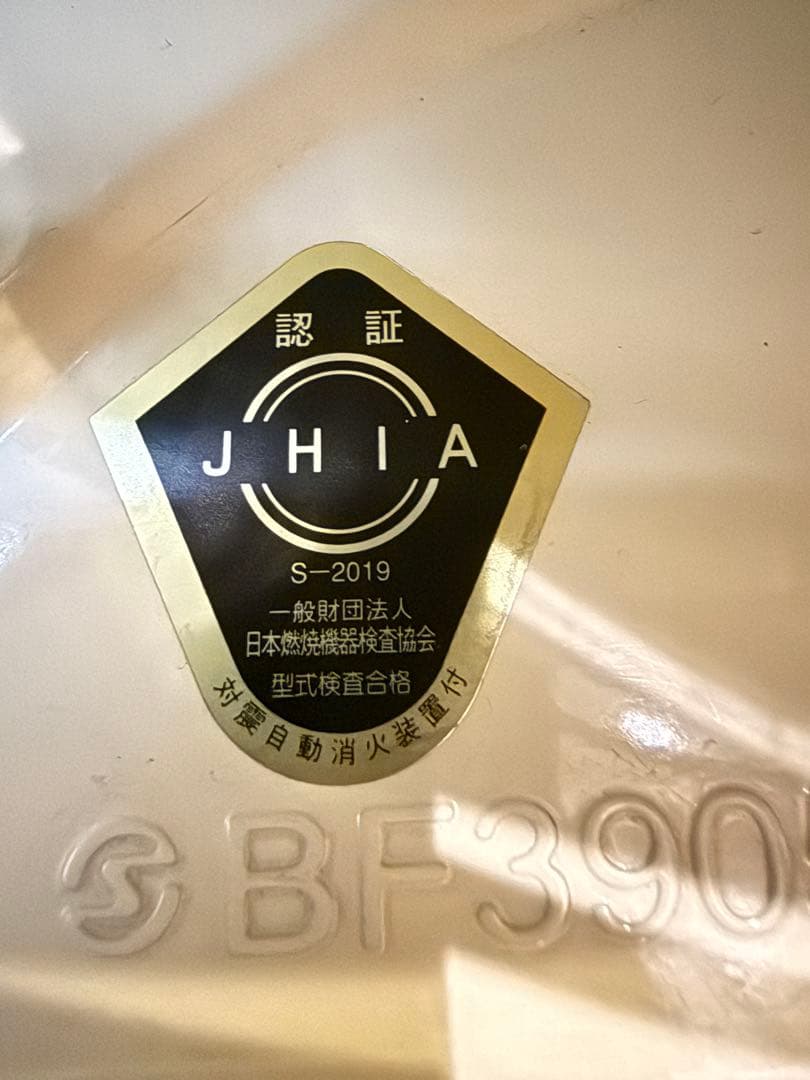 認証
JHIA
S－2019
一般財団法人
日本燃焼機器検査協会
型式検査合格
対震自動消火装置付
BF390